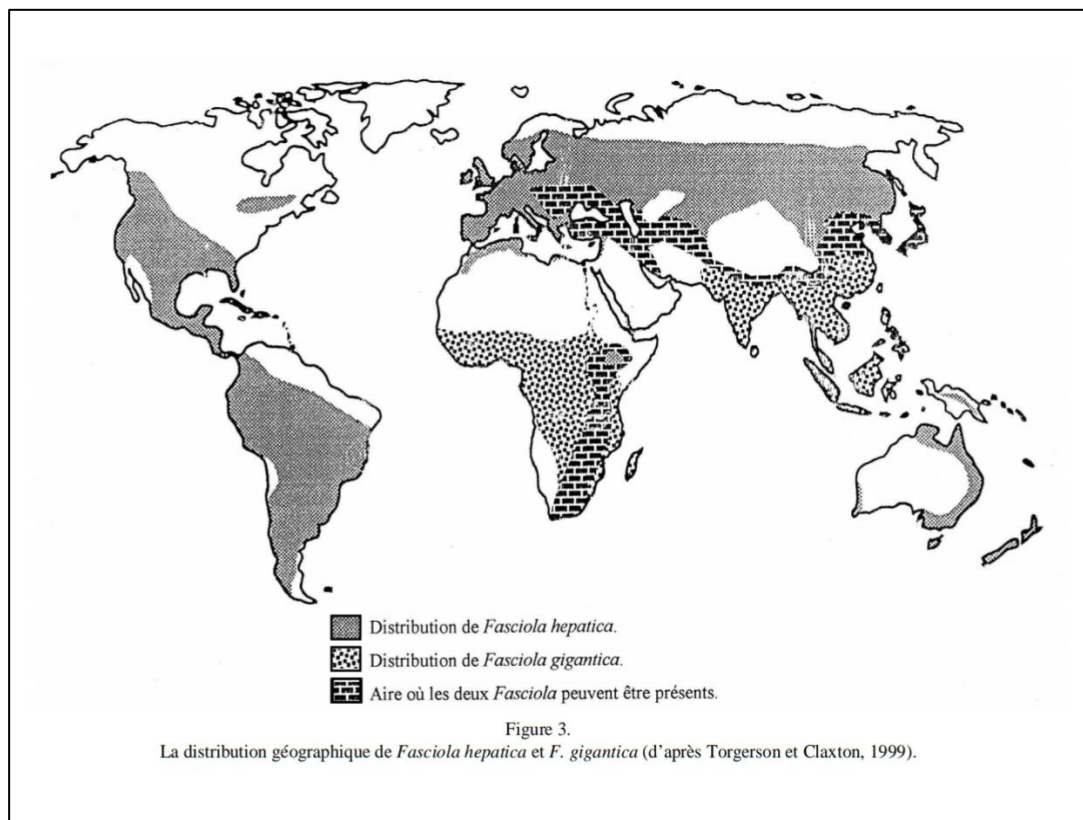 Distribution de Fasciola hepatica.
Distribution de Fasciola gigantica.
Aire où les deux Fasciola peuvent être présents.
Figure 3.
La distribution géographique de Fasciola hepatica et F. gigantica (d'après Torgerson et Claxton, 1999).